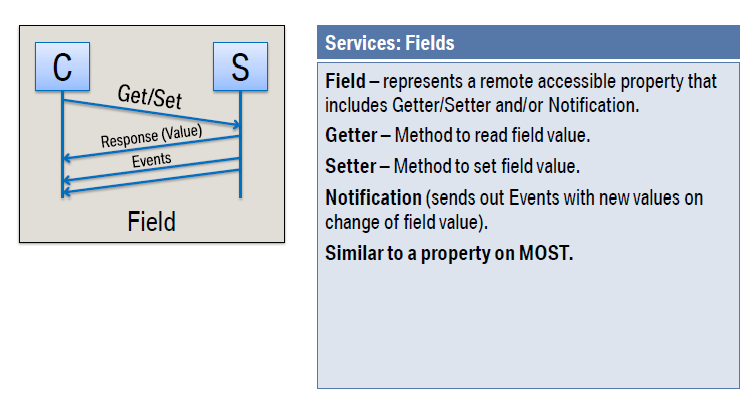 C
S
Get/Set
Response (Value)
Events
Field
Services: Fields
Field – represents a remote accessible property that
includes Getter/Setter and/or Notification.
Getter – Method to read field value.
Setter – Method to set field value.
Notification (sends out Events with new values on
change of field value).
Similar to a property on MOST.